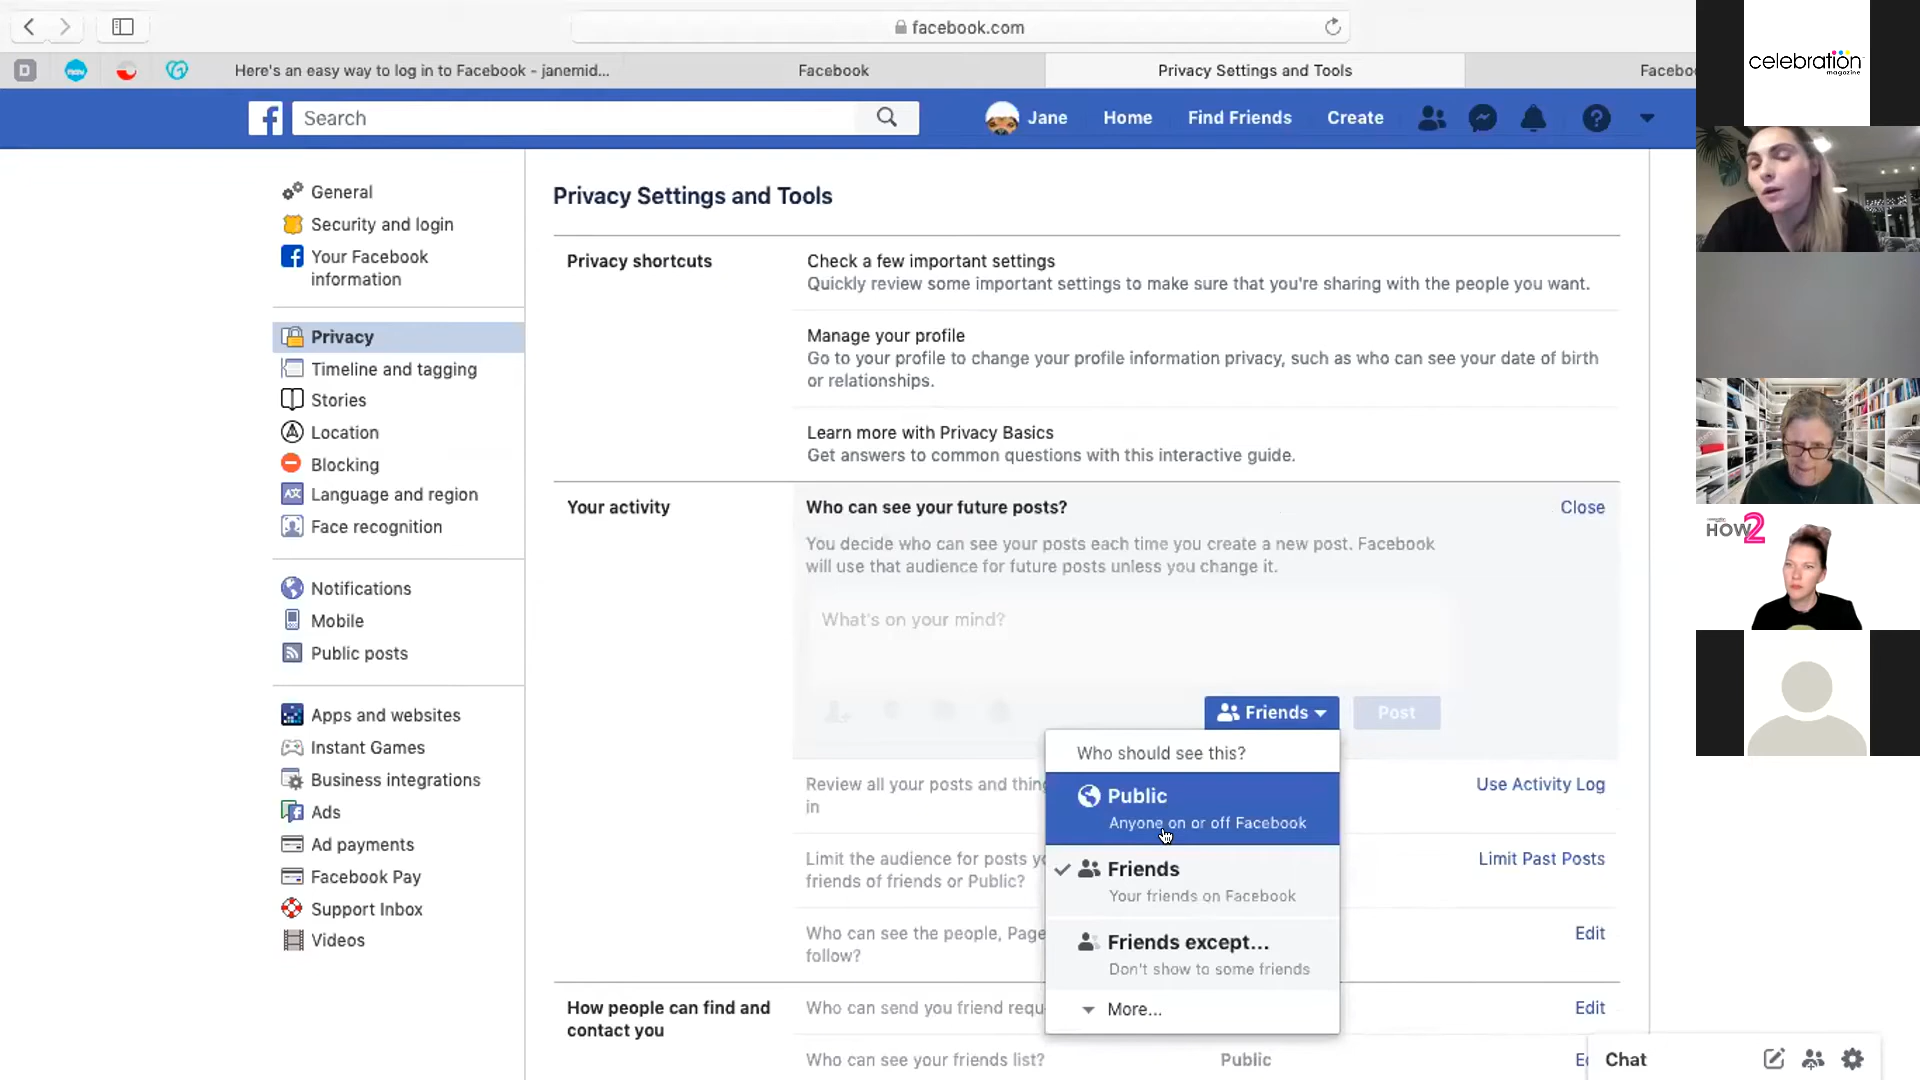 facebook.com
Here's an easy way to log in to Facebook - janemid...
Facebook
Privacy Settings and Tools
Facebo
celebration
magazine
Search
Jane
Home
Find Friends
Create
General
Security and login
Your Facebook
information
Privacy
Timeline and tagging
Stories
Location
Blocking
Language and region
Face recognition
Notifications
Mobile
Public posts
Apps and websites
Instant Games
Business integrations
Ads
Ad payments
Facebook Pay
Support Inbox
Videos
Privacy Settings and Tools
Privacy shortcuts
Check a few important settings
Quickly review some important settings to make sure that you're sharing with the people you want.
Manage your profile
Go to your profile to change your profile information privacy, such as who can see your date of birth
or relationships.
Learn more with Privacy Basics
Get answers to common questions with this interactive guide.
Your activity
Who can see your future posts?
Close
You decide who can see your posts each time you create a new post. Facebook
will use that audience for future posts unless you change it.
What's on your mind?
Friends
Post
Who should see this?
Public
Anyone on or off Facebook
Friends
Your friends on Facebook
Friends except...
Don't show to some friends
More...
Review all your posts and thing
in
Use Activity Log
Limit the audience for posts yo
friends of friends or Public?
Limit Past Posts
Who can see the people, Page
follow?
Edit
How people can find and
contact you
Who can send you friend requ
Edit
Who can see your friends list?
Public
Chat
HOW2